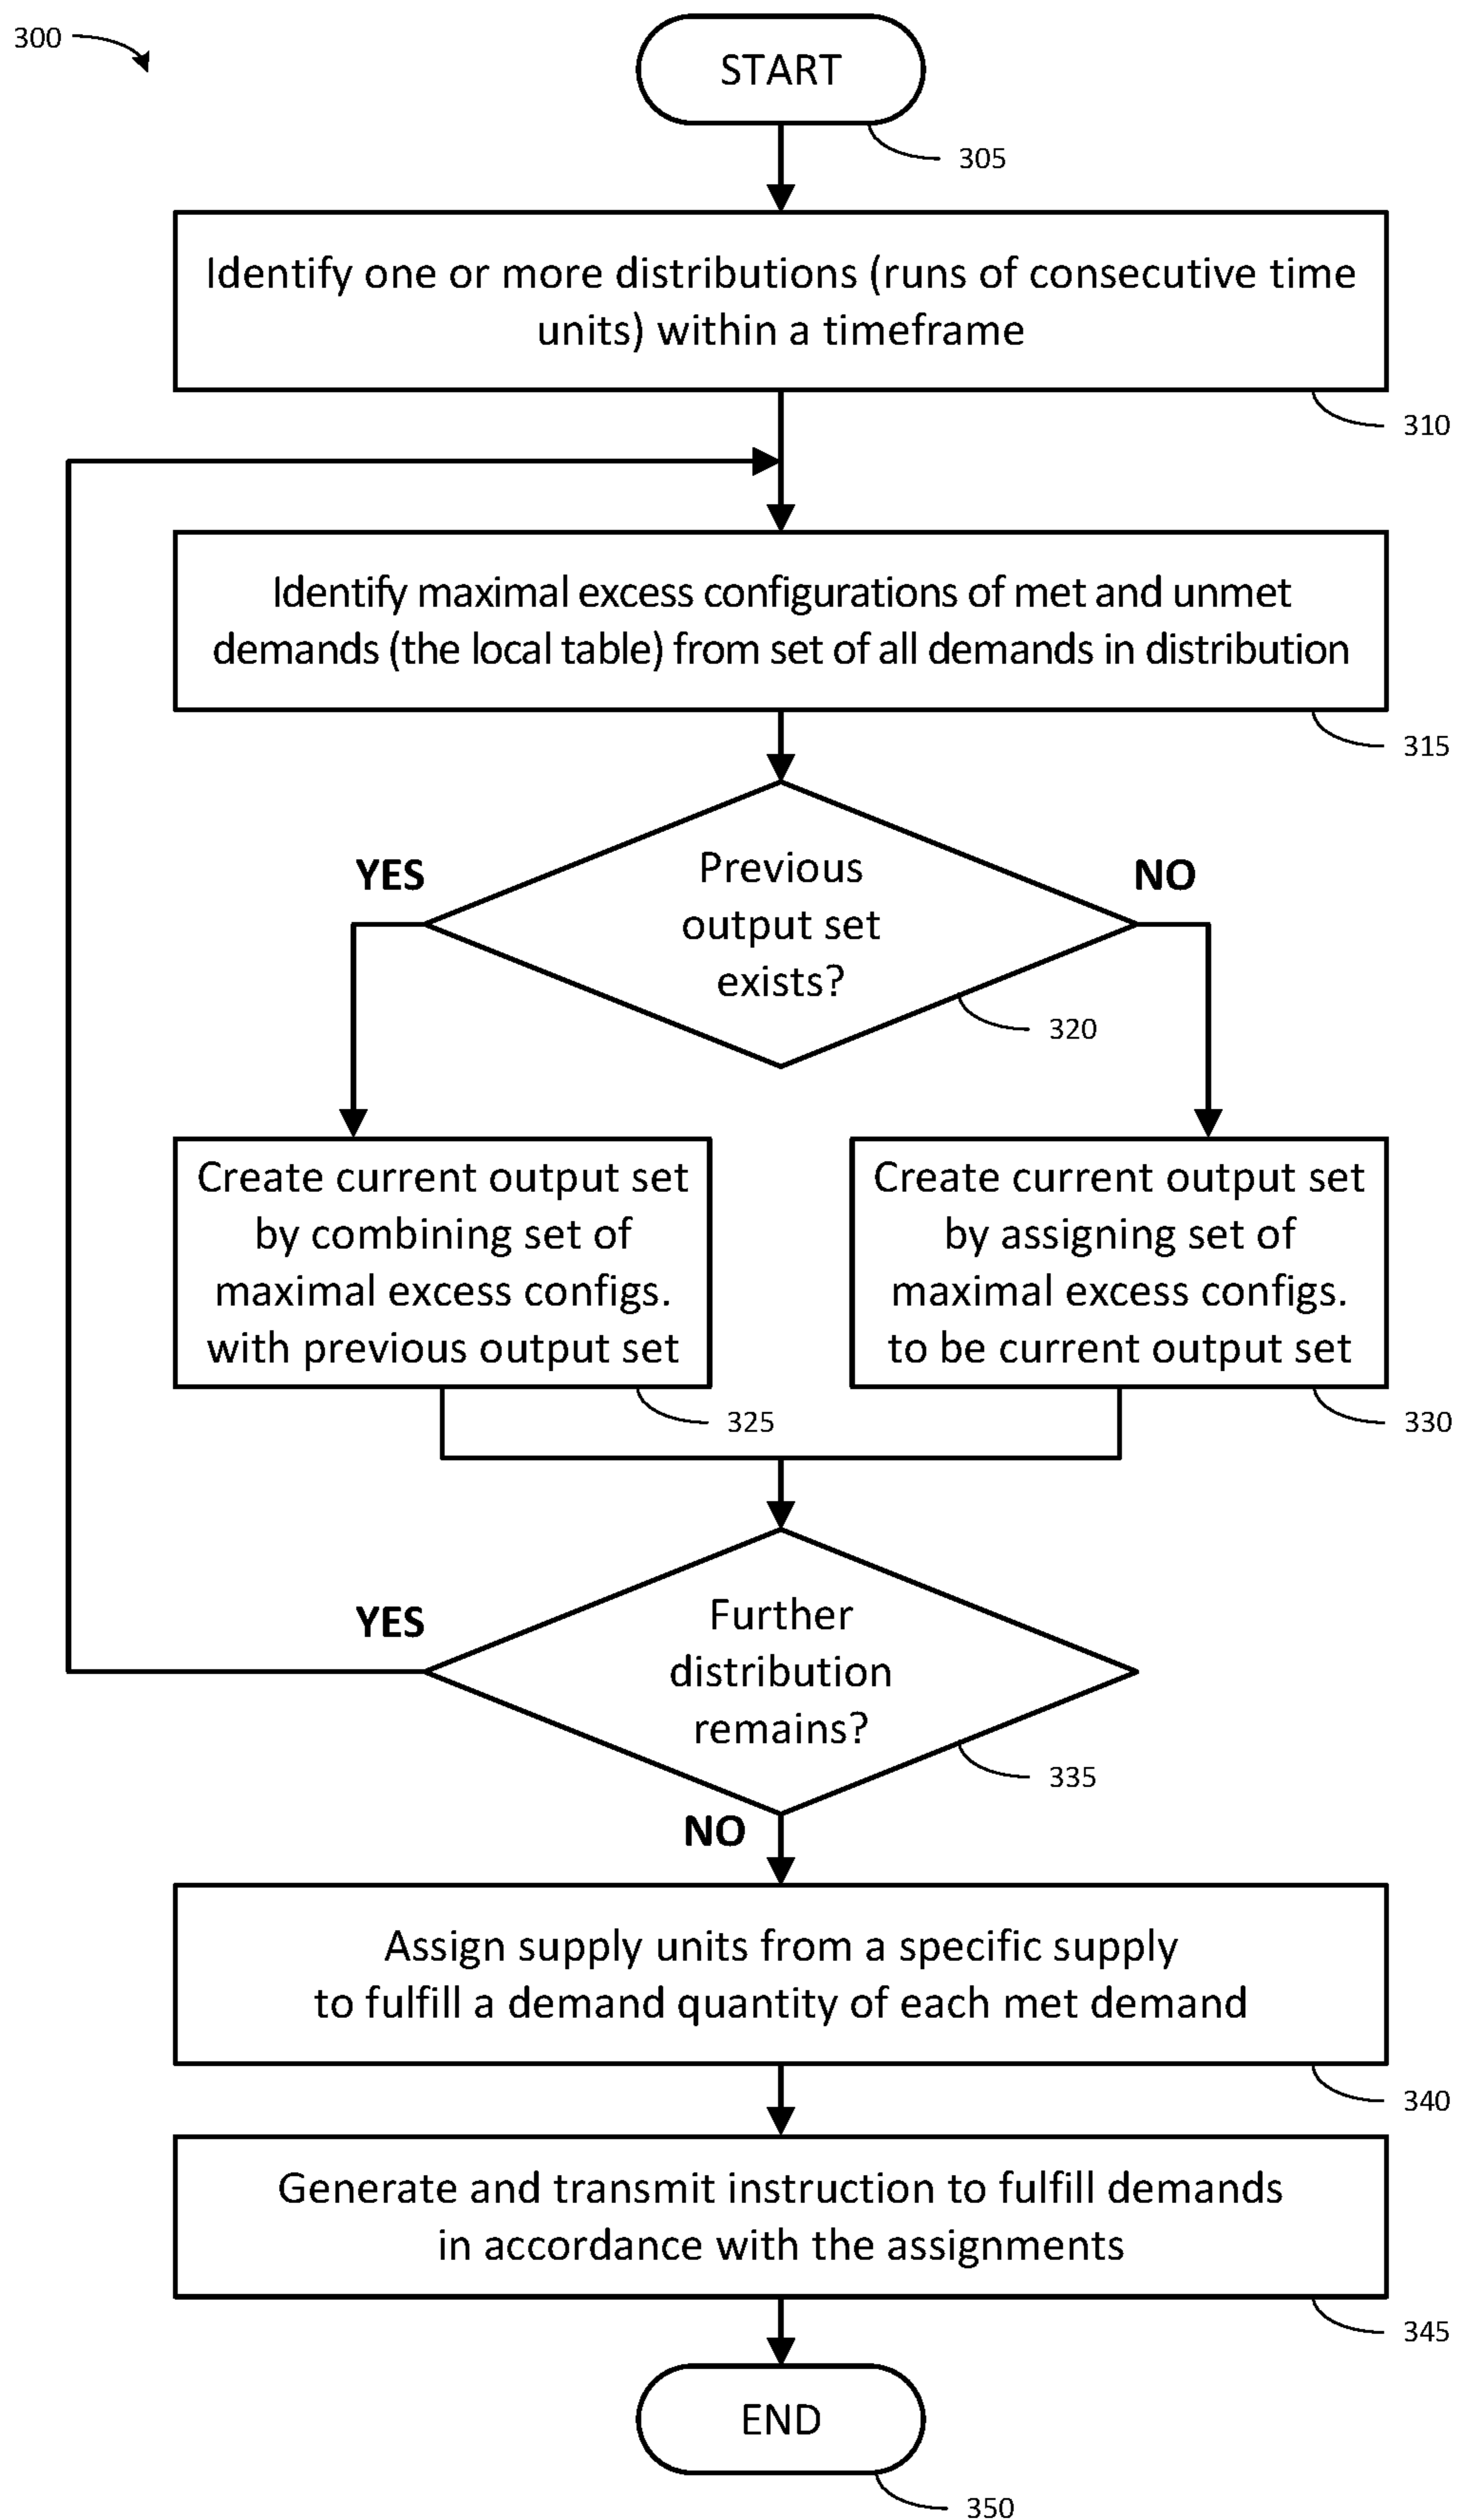 300
START
305
Identify one or more distributions (runs of consecutive time
units) within a timeframe
310
Identify maximal excess configurations of met and unmet
demands (the local table) from set of all demands in distribution
315
YES
Previous
output set
exists?
NO
320
Create current output set
by combining set of
maximal excess configs.
with previous output set
325
Create current output set
by assigning set of
maximal excess configs.
to be current output set
330
YES
Further
distribution
remains?
335
NO
Assign supply units from a specific supply
to fulfill a demand quantity of each met demand
340
Generate and transmit instruction to fulfill demands
in accordance with the assignments
345
END
350